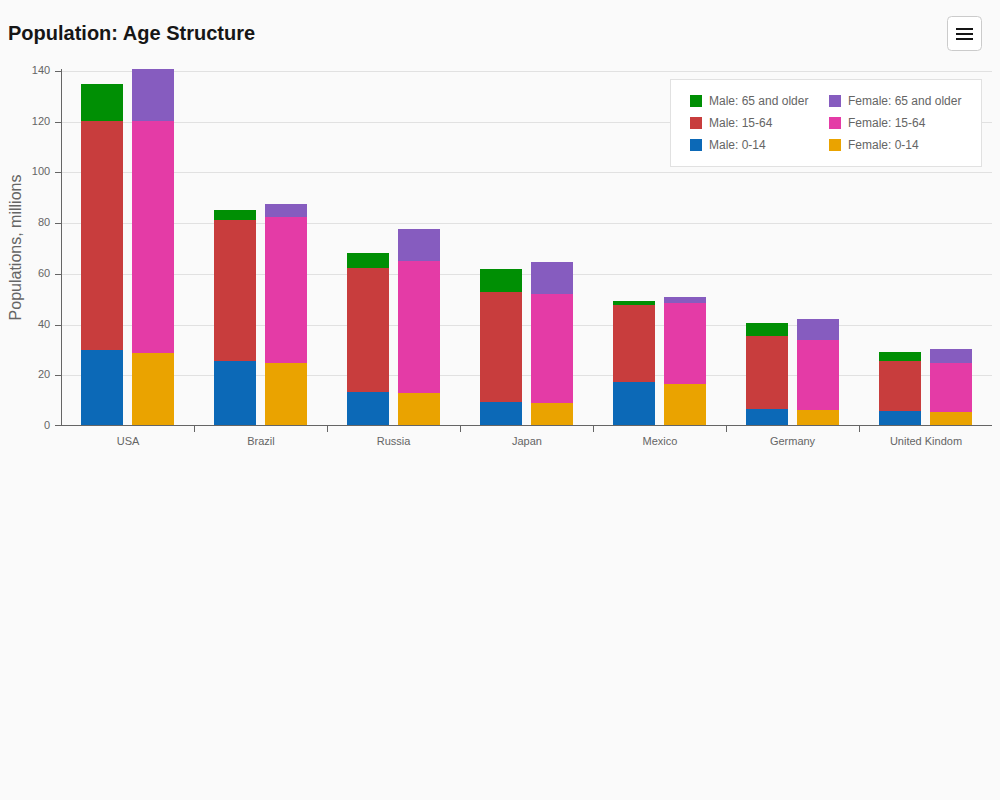 Population: Age Structure
Populations, millions
140
120
100
80
60
40
20
0
Male: 65 and older
Female: 65 and older
Male: 15-64
Female: 15-64
Male: 0-14
Female: 0-14
USA
Brazil
Russia
Japan
Mexico
Germany
United Kindom